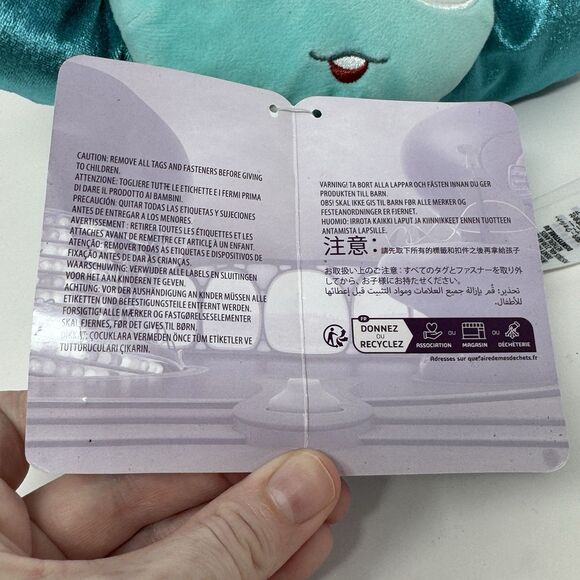 CAUTION: REMOVE ALL TAGS AND FASTENERS BEFORE GIVING
TO CHILDREN.
ATTENZIONE: TOGLIERE TUTTE LE ETICHETTE E I FERMI PRIMA
DI DARE IL PRODOTTO AI BAMBINI.
PRECAUCIÓN: QUITAR TODAS LAS ETIQUETAS Y SUJECIONES
ANTES DE ENTREGAR A LOS MENORES.
AVERTISSEMENT : RETIRER TOUTES LES ÉTIQUETTES ET LES
ATTACHES AVANT DE REMETTRE CET ARTICLE À UN ENFANT.
ATENÇÃO: REMOVER TODAS AS ETIQUETAS E DISPOSITIVOS DE
FIXAÇÃO ANTES DE DAR ÀS CRIANÇAS.
WAARSCHUWING: VERWIJDER ALLE LABELS EN SLUITINGEN
VOOR HET AAN KINDEREN TE GEVEN.
ACHTUNG: VOR DER AUSHÄNDIGUNG AN KINDER MÜSSEN ALLE
ETIKETTEN UND BEFESTIGUNGSTEILE ENTFERNT WERDEN.
FORSIGTIG! ALLE MÆRKER OG FASTGØRELSESELEMENTER
SKAL FJERNES, FØR DET GIVES TIL BØRN.
DİKKAT: ÇOCUKLARA VERMEDEN ÖNCE TÜM ETİKETLER VE
TUTTURUCULARI ÇIKARIN.
VARNING! TA BORT ALLA LAPPAR OCH FÄSTEN INNAN DU GER
PRODUKTEN TILL BARN.
OBS! SKAL IKKE GIS TIL BARN FØR ALLE MERKER OG
FESTEANORDNINGER ER FJERNET.
HUOMIO: IRROTA KAIKKI LAPUT JA KIINNIKKEET ENNEN TUOTTEEN
ANTAMISTA LAPSILLE.
注意：請先取下所有的標籤和扣件之後再拿給孩子
お取扱い上のご注意：すべてのタグとファスナーを取り外
してから、お子様にお持たせください。
تحذير: قم بإزالة جميع العلامات ومواد التثبيت قبل إعطائها
للأطفال.
FR
DONNEZ
OU
RECYCLEZ
ASSOCIATION
ou
MAGASIN
ou
DÉCHÈTERIE
Adresses sur quefairedemesdechets.fr